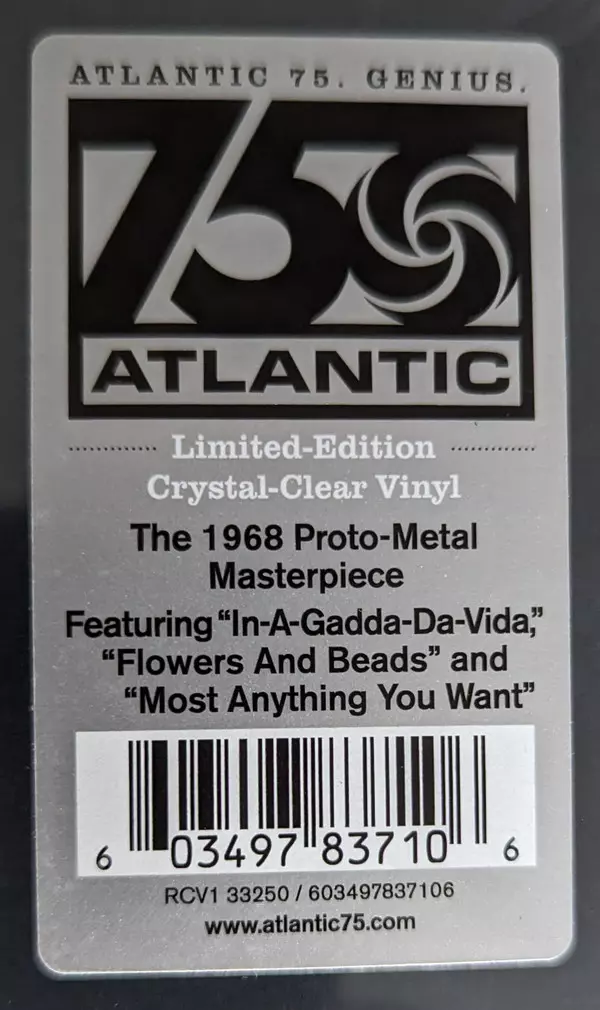 ATLANTIC 75. GENIUS.
75
ATLANTIC
Limited-Edition
Crystal-Clear Vinyl
The 1968 Proto-Metal
Masterpiece
Featuring “In-A-Gadda-Da-Vida,”
“Flowers And Beads” and
“Most Anything You Want”
6 03497 83710 6
RCV1 33250 / 603497837106
www.atlantic75.com